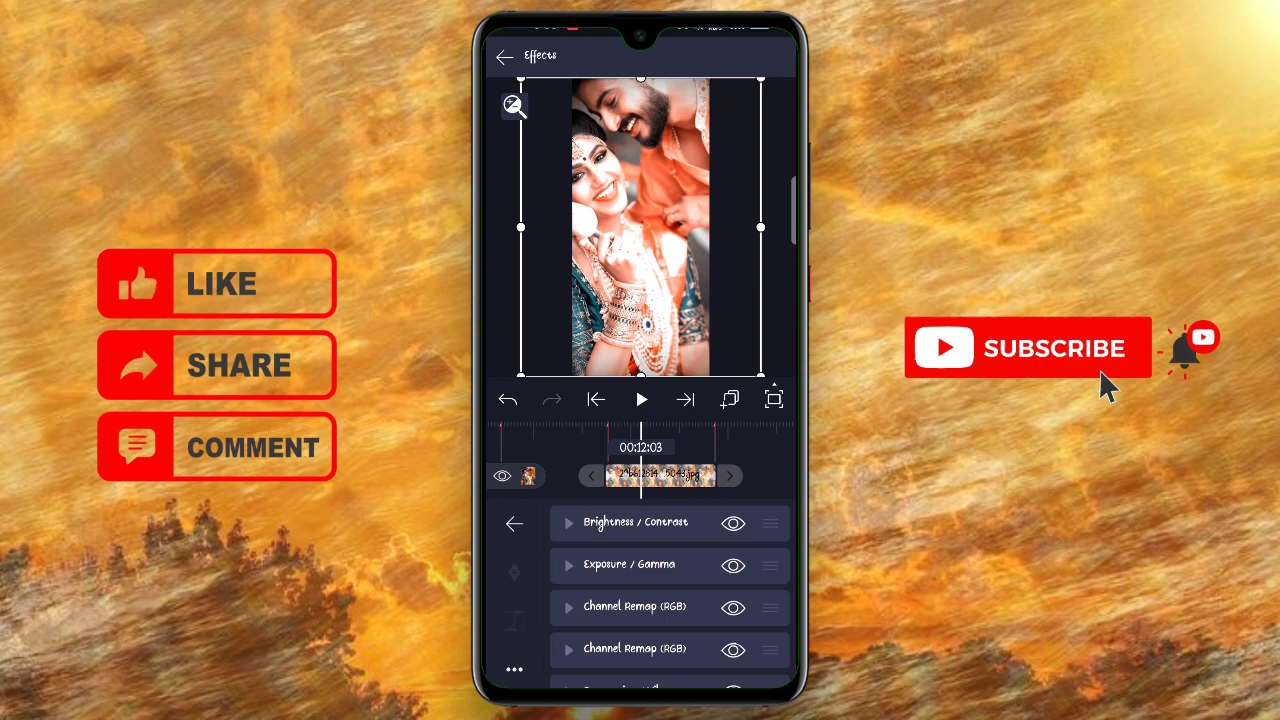 Effects
LIKE
SHARE
COMMENT
SUBSCRIBE
00:12:03
Brightness / Contrast
Exposure / Gamma
Channel Remap (RGB)
Channel Remap (RGB)